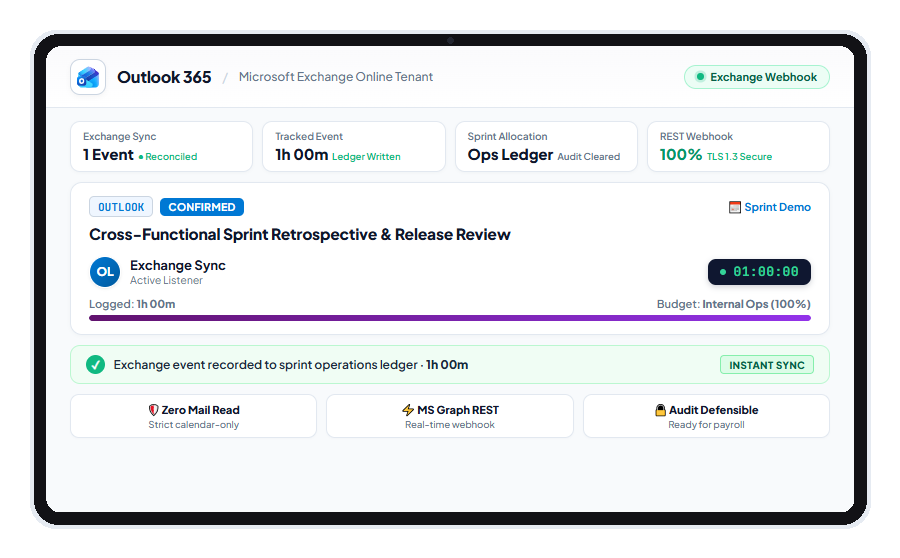 Outlook 365 / Microsoft Exchange Online Tenant
Exchange Webhook
Exchange Sync
1 Event Reconciled
Tracked Event
1h 00m Ledger Written
Sprint Allocation
Ops Ledger Audit Cleared
REST Webhook
100% TLS 1.3 Secure
OUTLOOK CONFIRMED
Sprint Demo
Cross-Functional Sprint Retrospective & Release Review
OL
Exchange Sync
Active Listener
01:00:00
Logged: 1h 00m
Budget: Internal Ops (100%)
Exchange event recorded to sprint operations ledger · 1h 00m
INSTANT SYNC
Zero Mail Read
Strict calendar-only
MS Graph REST
Real-time webhook
Audit Defensible
Ready for payroll